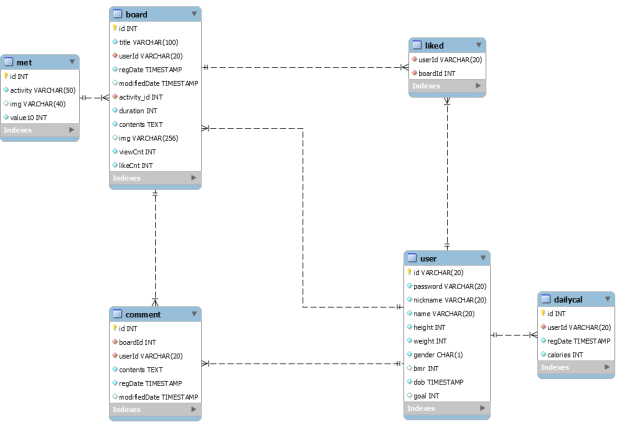 board
id INT
title VARCHAR(100)
userId VARCHAR(20)
regDate TIMESTAMP
modifiedDate TIMESTAMP
activity_id INT
duration INT
contents TEXT
img VARCHAR(256)
viewCnt INT
likeCnt INT
Indexes
met
id INT
activity VARCHAR(50)
img VARCHAR(40)
value10 INT
Indexes
liked
userId VARCHAR(20)
boardId INT
Indexes
comment
id INT
boardId INT
userId VARCHAR(20)
contents TEXT
regDate TIMESTAMP
modifiedDate TIMESTAMP
Indexes
user
id VARCHAR(20)
password VARCHAR(20)
nickname VARCHAR(20)
name VARCHAR(20)
height INT
weight INT
gender CHAR(1)
bmr INT
dob TIMESTAMP
goal INT
Indexes
dailycal
id INT
userId VARCHAR(20)
regDate TIMESTAMP
calories INT
Indexes